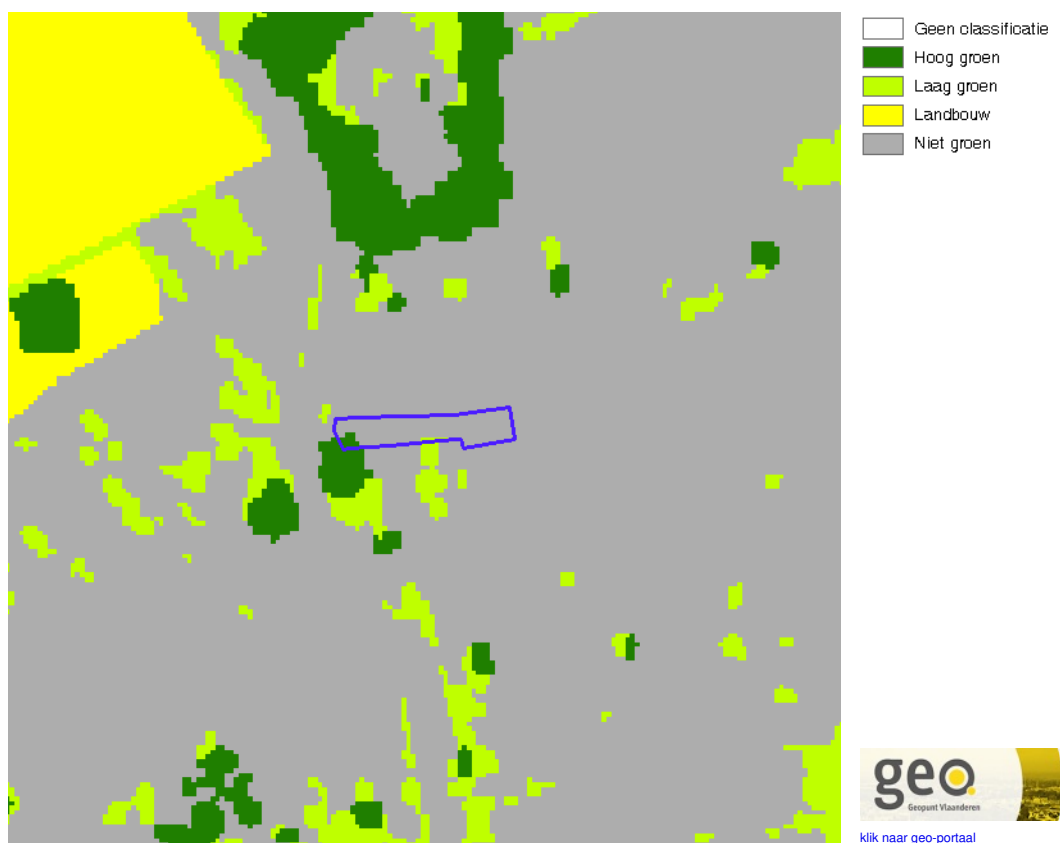 Geen classificatie
Hoog groen
Laag groen
Landbouw
Niet groen
geo
Geopunt Vlaanderen
klik naar geo-portaal